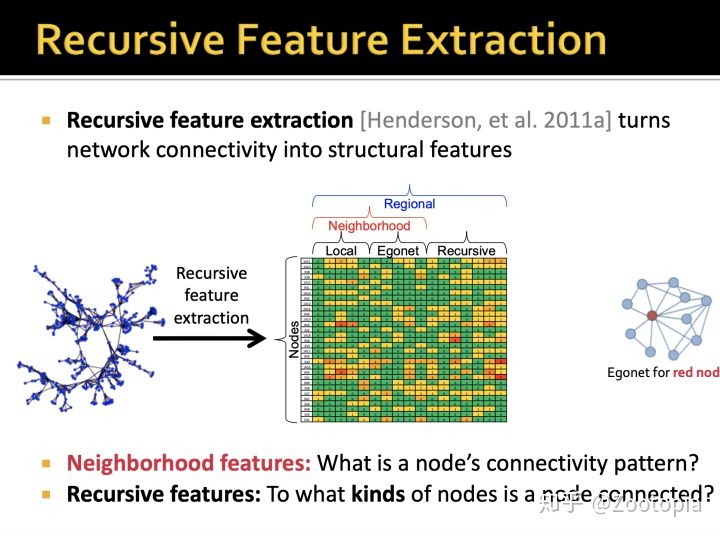 Recursive Feature Extraction
Recursive feature extraction [Henderson, et al. 2011a] turns
network connectivity into structural features
Regional
Neighborhood
Local Egonet Recursive
Recursive
feature
extraction
Nodes
Egonet for red nod
Neighborhood features: What is a node's connectivity pattern?
Recursive features: To what kinds of nodes is a node connected?
知乎 @Zootopia